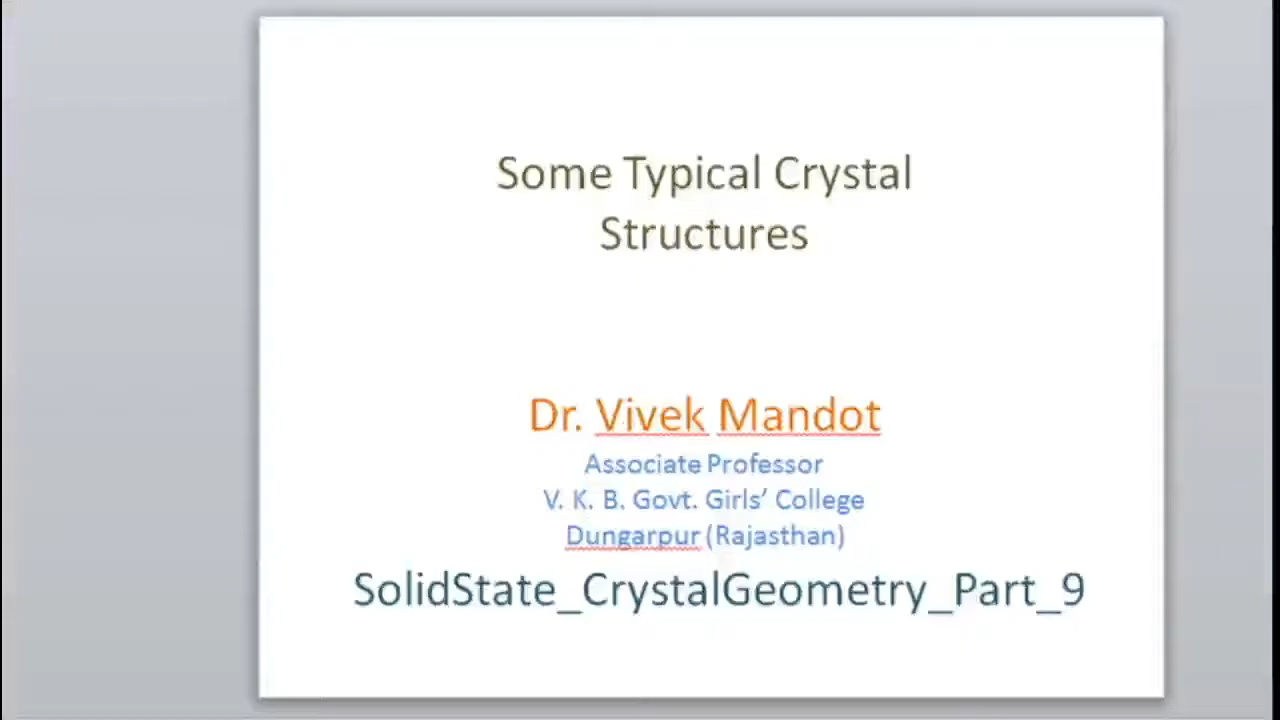 Some Typical Crystal
Structures
Dr. Vivek Mandot
Associate Professor
V. K. B. Govt. Girls’ College
Dungarpur (Rajasthan)
SolidState_CrystalGeometry_Part_9